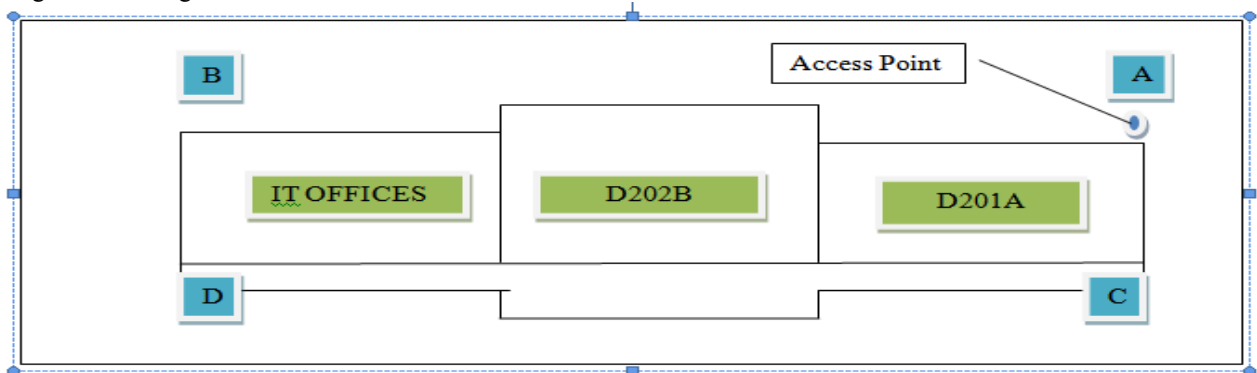 B
Access Point
A
IT OFFICES
D202B
D201A
D
C